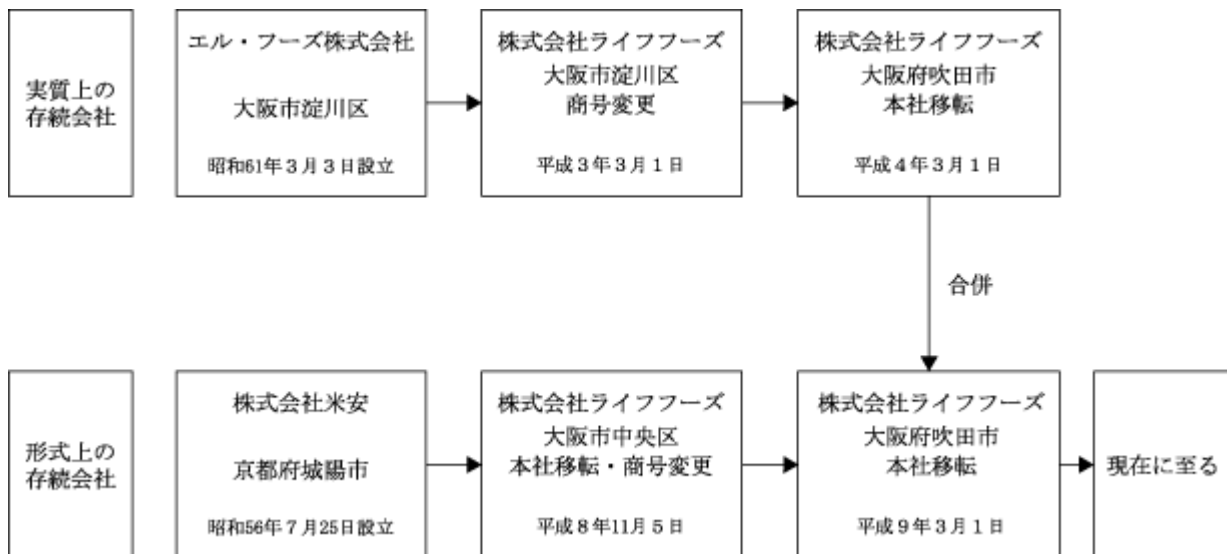 実質上の
存続会社
エル・フーズ株式会社
大阪市淀川区
昭和61年３月３日設立
株式会社ライフフーズ
大阪市淀川区
商号変更
平成３年３月１日
株式会社ライフフーズ
大阪府吹田市
本社移転
平成４年３月１日
合併
形式上の
存続会社
株式会社米安
京都府城陽市
昭和56年７月25日設立
株式会社ライフフーズ
大阪市中央区
本社移転・商号変更
平成８年11月５日
株式会社ライフフーズ
大阪府吹田市
本社移転
平成９年３月１日
現在に至る